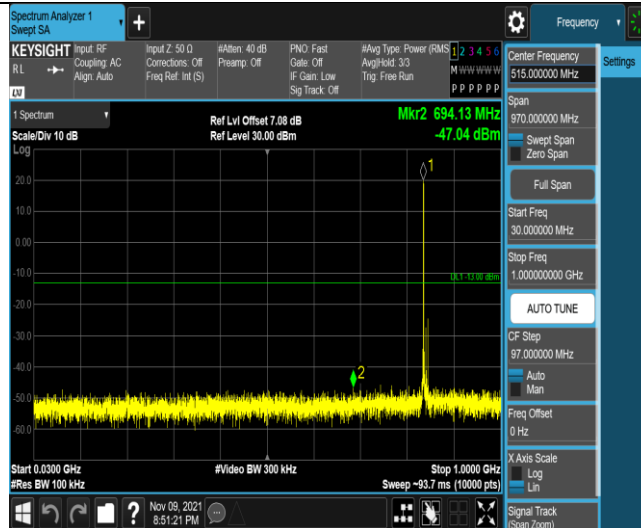 Spectrum Analyzer 1
Swept SA
+
Frequency
KEYSIGHT
R L
LXI
Input: RF
Coupling: AC
Align: Auto
Input Z: 50 Ω
Corrections: Off
Freq Ref: Int (S)
#Atten: 40 dB
Preamp: Off
PNO: Fast
Gate: Off
IF Gain: Low
Sig Track: Off
#Avg Type: Power (RMS
Avg|Hold: 3/3
Trig: Free Run
1 2 3 4 5 6
M W W W W W
P P P P P P
1 Spectrum
Scale/Div 10 dB
Log
Ref Lvl Offset 7.08 dB
Ref Level 30.00 dBm
Mkr2 694.13 MHz
-47.04 dBm
20.0
10.0
0.00
-10.0
-20.0
-30.0
-40.0
-50.0
-60.0
1
DL1 -13.00 dBm
2
Start 0.0300 GHz
#Res BW 100 kHz
#Video BW 300 kHz
Stop 1.0000 GHz
Sweep ~93.7 ms (10000 pts)
?
Nov 09, 2021
8:51:21 PM
Center Frequency
515.000000 MHz
Settings
Span
970.000000 MHz
Swept Span
Zero Span
Full Span
Start Freq
30.000000 MHz
Stop Freq
1.000000000 GHz
AUTO TUNE
CF Step
97.000000 MHz
Auto
Man
Freq Offset
0 Hz
X Axis Scale
Log
Lin
Signal Track
(Span Zoom)